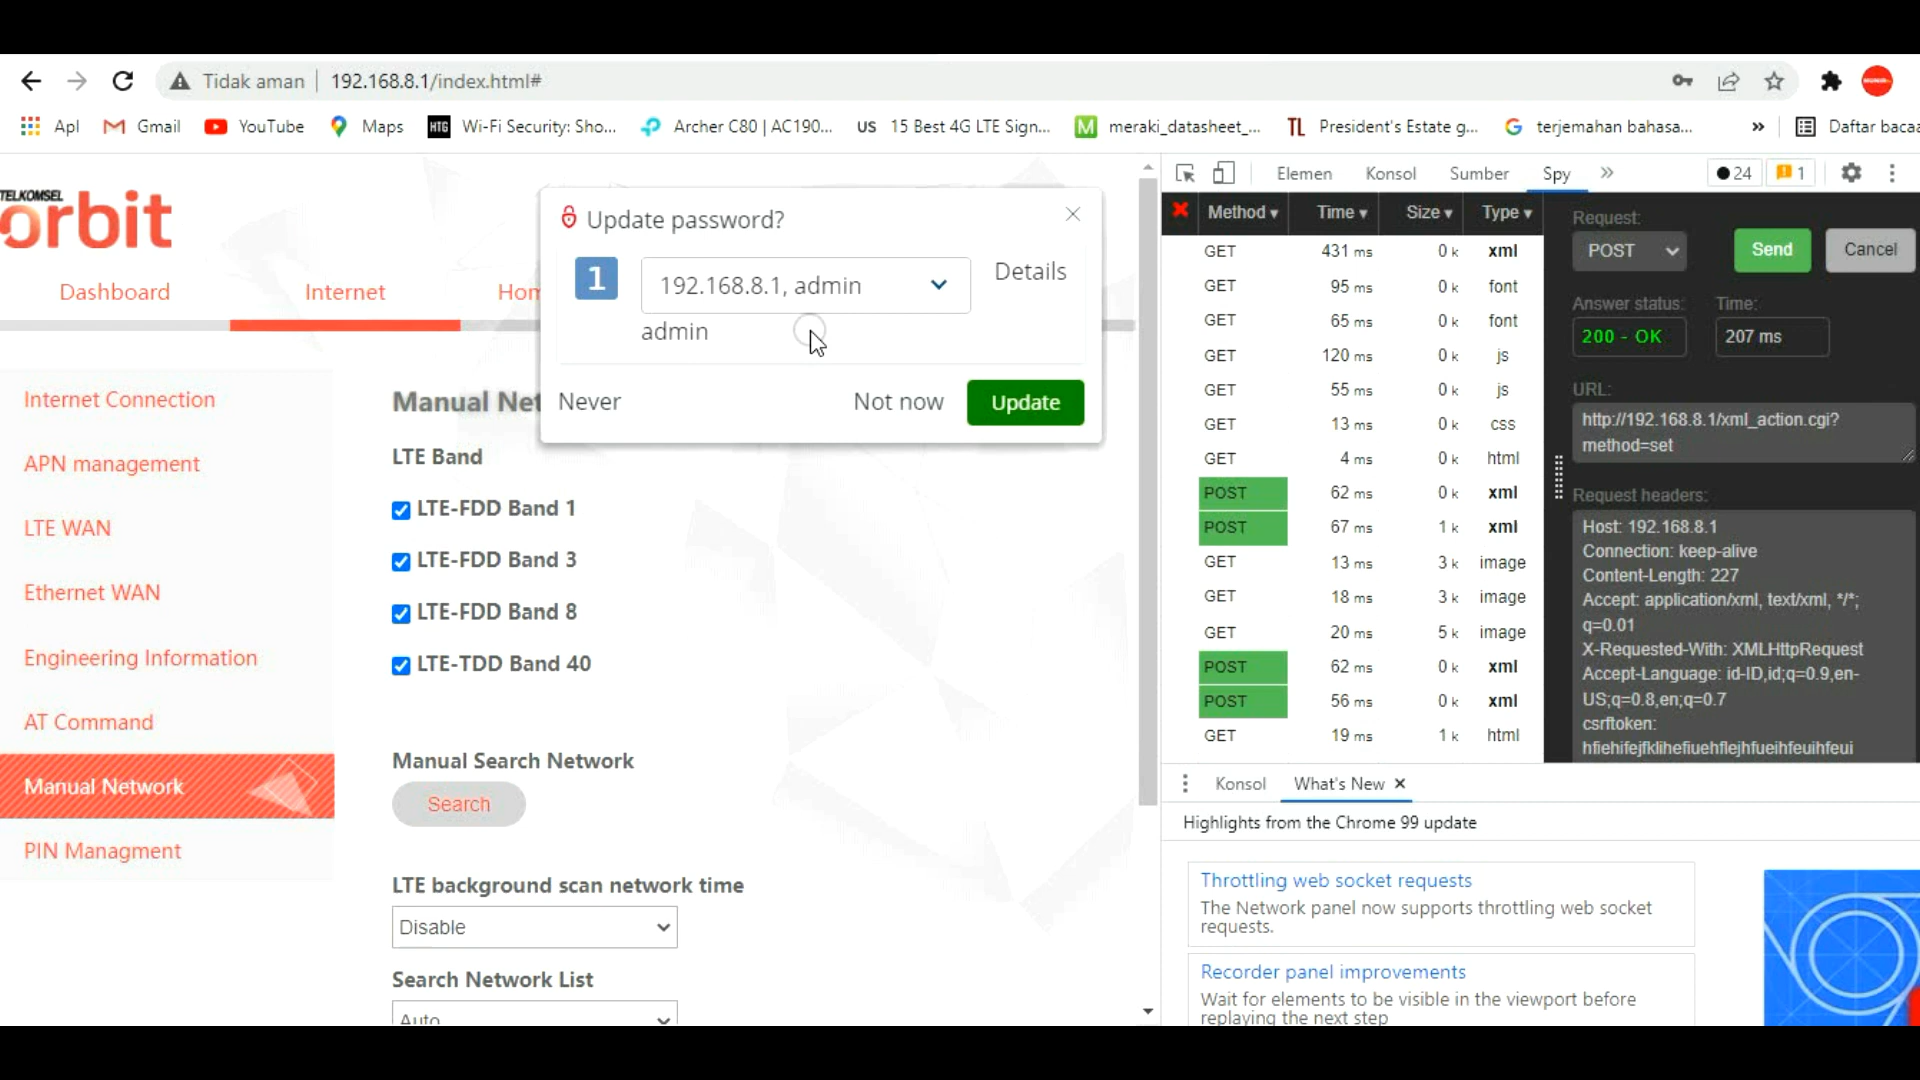 Tidak aman
192.168.8.1/index.html#
Apl
Gmail
YouTube
Maps
HTG
Wi-Fi Security: Sho...
Archer C80 | AC190...
US
15 Best 4G LTE Sign...
M
meraki_datasheet_...
TL
President's Estate g...
terjemahan bahasa...
»
Daftar bacaa
TELKOMSEL
orbit
Dashboard
Internet
Hom
Update password?
1
192.168.8.1, admin
Details
admin
Never
Not now
Update
Internet Connection
APN management
LTE WAN
Ethernet WAN
Engineering Information
AT Command
Manual Network
PIN Managment
Manual Net
LTE Band
LTE-FDD Band 1
LTE-FDD Band 3
LTE-FDD Band 8
LTE-TDD Band 40
Manual Search Network
Search
LTE background scan network time
Disable
Search Network List
Auto
Elemen
Konsol
Sumber
Spy
»
24
1
Method▾ Time▾ Size▾ Type▾
GET 431 ms 0 k xml
GET 95 ms 0 k font
GET 65 ms 0 k font
GET 120 ms 0 k js
GET 55 ms 0 k js
GET 13 ms 0 k css
GET 4 ms 0 k html
POST 62 ms 0 k xml
POST 67 ms 1 k xml
GET 13 ms 3 k image
GET 18 ms 3 k image
GET 20 ms 5 k image
POST 62 ms 0 k xml
POST 56 ms 0 k xml
GET 19 ms 1 k html
Request:
POST
Send
Cancel
Answer status:
Time:
200 - OK
207 ms
URL:
http://192.168.8.1/xml_action.cgi?
method=set
Request headers:
Host: 192.168.8.1
Connection: keep-alive
Content-Length: 227
Accept: application/xml, text/xml, */*;
q=0.01
X-Requested-With: XMLHttpRequest
Accept-Language: id-ID,id;q=0.9,en-
US;q=0.8,en;q=0.7
csrftoken:
hfiehifejfklihefiuehflejhfueihfeuihfeui
Konsol
What's New
Highlights from the Chrome 99 update
Throttling web socket requests
The Network panel now supports throttling web socket
requests.
Recorder panel improvements
Wait for elements to be visible in the viewport before
replaying the next step